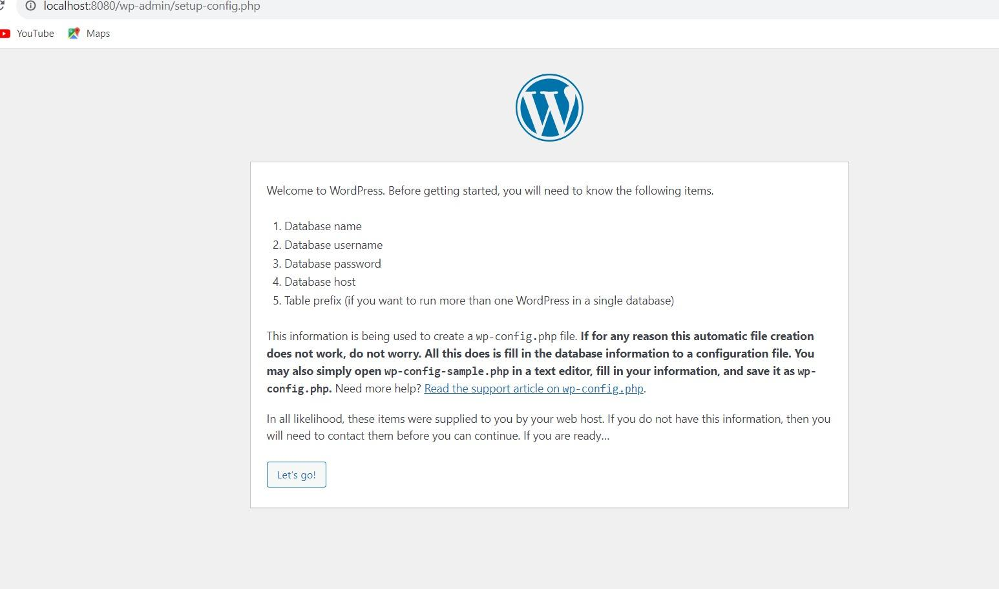 localhost:8080/wp-admin/setup-config.php
YouTube Maps
Welcome to WordPress. Before getting started, you will need to know the following items.
1. Database name
2. Database username
3. Database password
4. Database host
5. Table prefix (if you want to run more than one WordPress in a single database)
This information is being used to create a wp-config.php file. If for any reason this automatic file creation
does not work, do not worry. All this does is fill in the database information to a configuration file. You
may also simply open wp-config-sample.php in a text editor, fill in your information, and save it as wp-
config.php. Need more help? Read the support article on wp-config.php.
In all likelihood, these items were supplied to you by your web host. If you do not have this information, then you
will need to contact them before you can continue. If you are ready…
Let’s go!